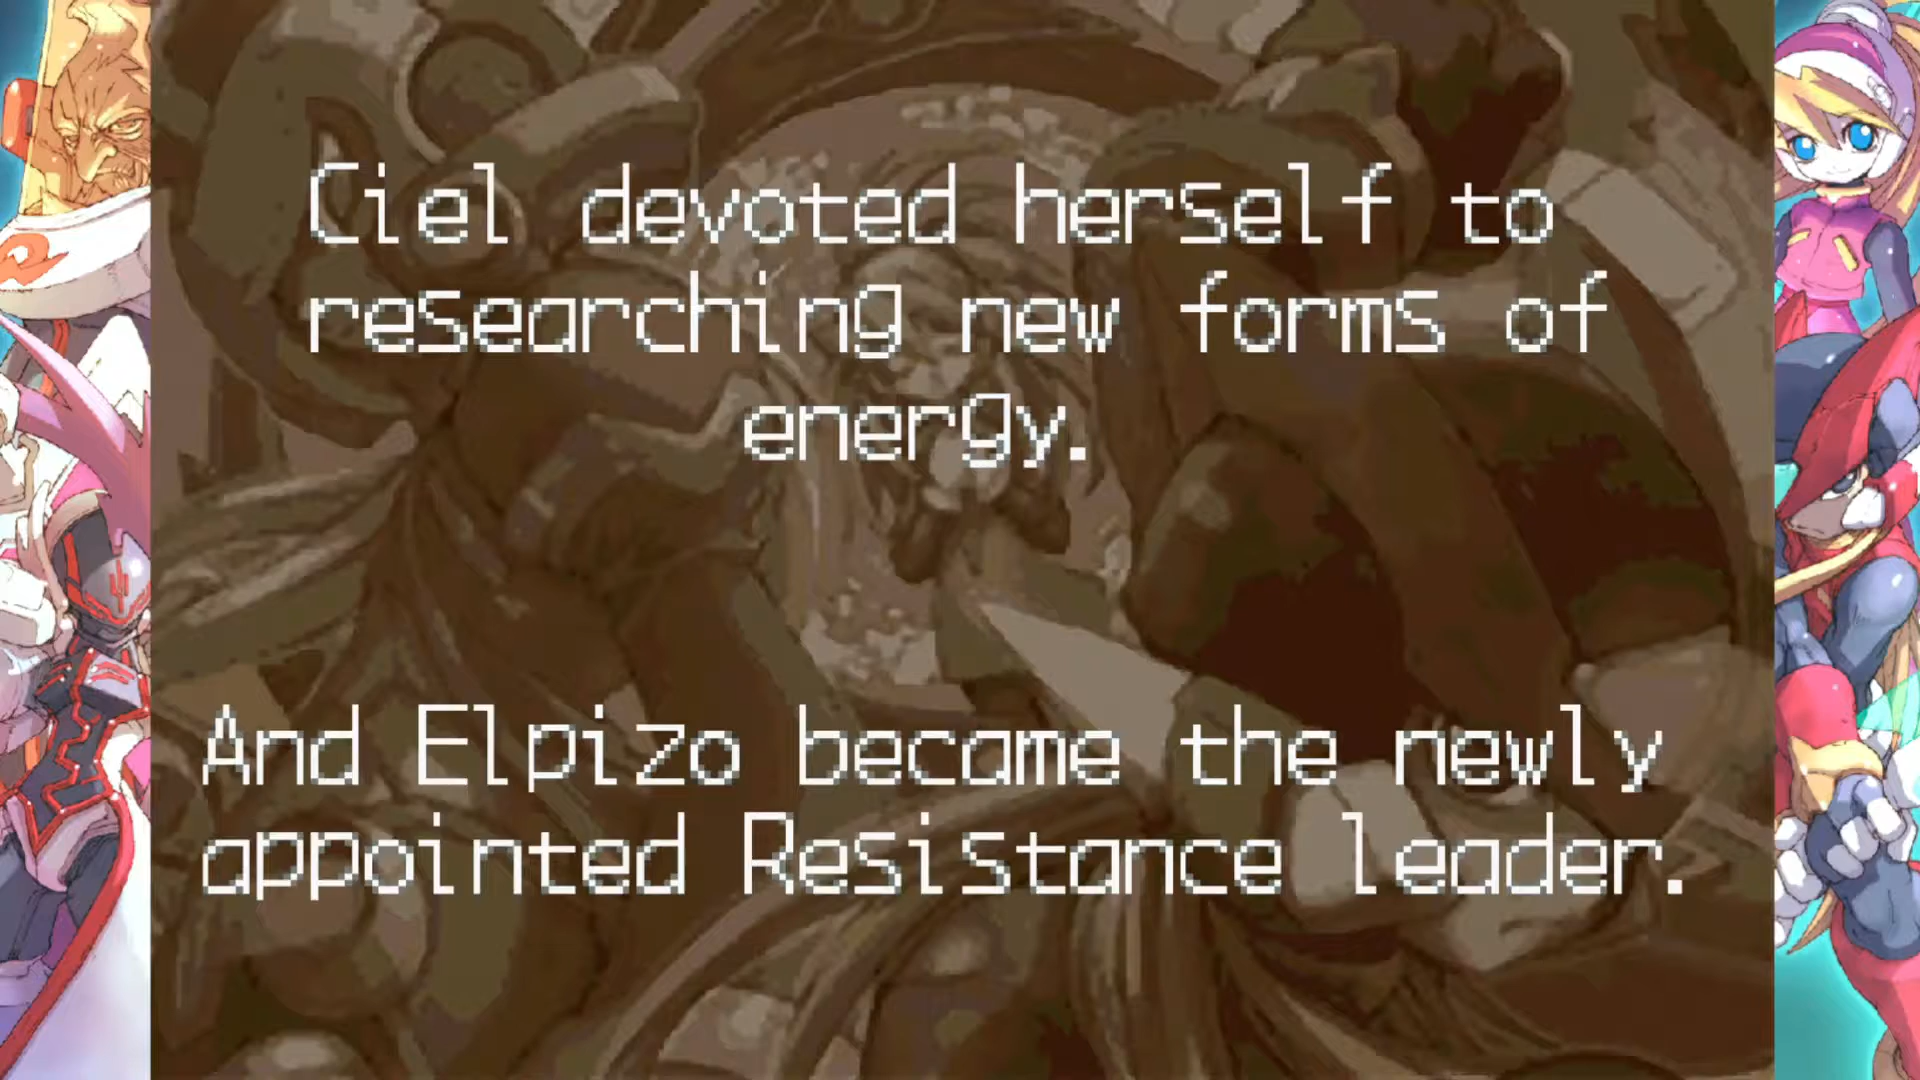 Ciel devoted herself to
researching new forms of
energy.
And Elpizo became the newly
appointed Resistance leader.